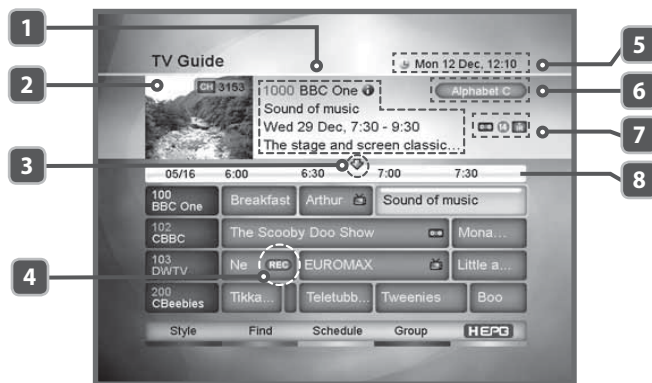 1
2
3
4
5
6
7
8
TV Guide
Mon 12 Dec, 12:10
CH 3153
1000 BBC One
Alphabet C
Sound of music
Wed 29 Dec, 7:30 - 9:30
The stage and screen classic...
05/16 6:00 6:30 7:00 7:30
100 BBC One Breakfast Arthur Sound of music
102 CBBC The Scooby Doo Show Mona...
103 DWTV Ne REC EUROMAX Little a...
200 CBeebies Tikka... Teletubb... Tweenies Boo
Style Find Schedule Group HEPG